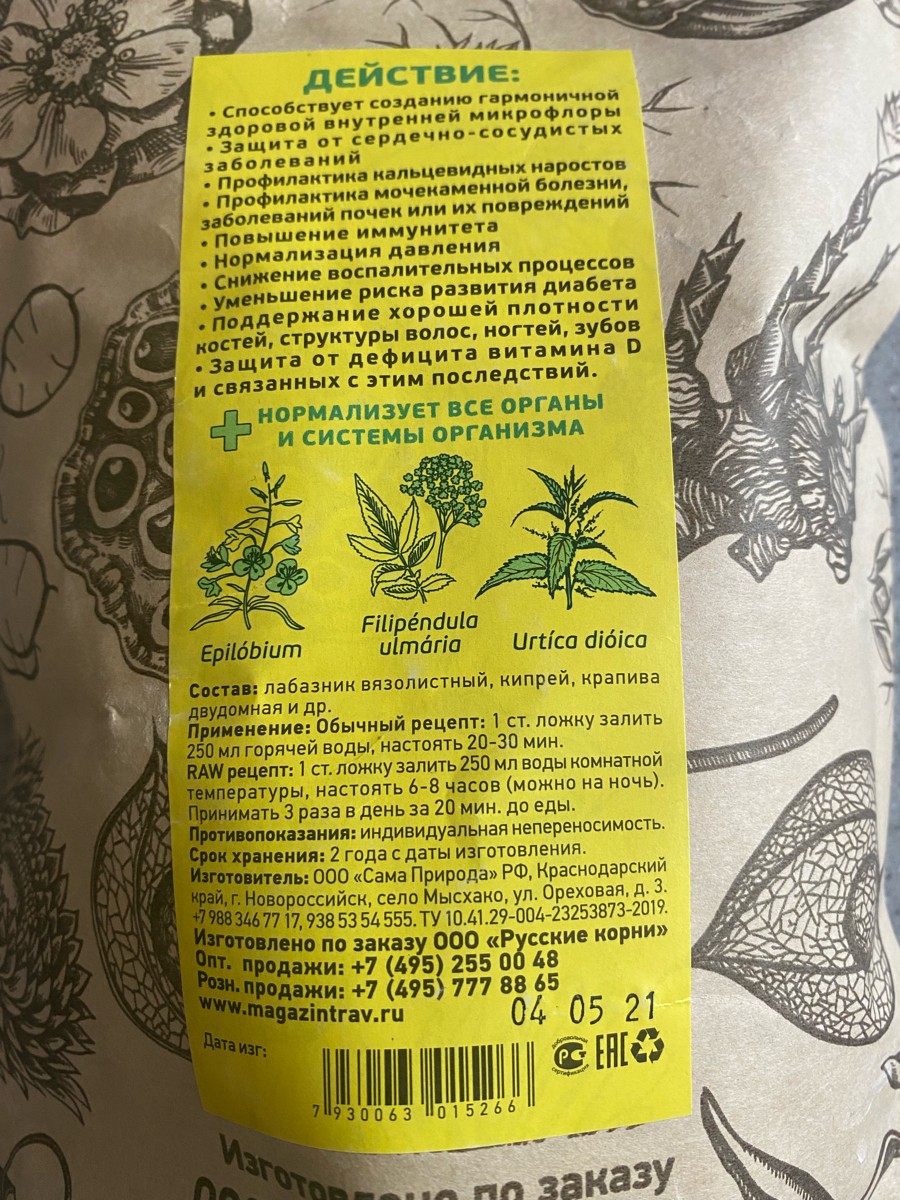 ДЕЙСТВИЕ:
• Способствует созданию гармоничной
здоровой внутренней микрофлоры
• Защита от сердечно-сосудистых
заболеваний
• Профилактика кальцевидных наростов
• Профилактика мочекаменной болезни,
заболеваний почек или их повреждений
• Повышение иммунитета
• Нормализация давления
• Снижение воспалительных процессов
• Уменьшение риска развития диабета
• Поддержание хорошей плотности
костей, структуры волос, ногтей, зубов
• Защита от дефицита витамина D
и связанных с этим последствий.
НОРМАЛИЗУЕТ ВСЕ ОРГАНЫ
И СИСТЕМЫ ОРГАНИЗМА
Epilóbium
Filipéndula
ulmária
Urtíca dióica
Состав: лабазник вязолистный, кипрей, крапива
двудомная и др.
Применение: Обычный рецепт: 1 ст. ложку залить
250 мл горячей воды, настоять 20-30 мин.
RAW рецепт: 1 ст. ложку залить 250 мл воды комнатной
температуры, настоять 6-8 часов (можно на ночь).
Принимать 3 раза в день за 20 мин. до еды.
Противопоказания: индивидуальная непереносимость.
Срок хранения: 2 года с даты изготовления.
Изготовитель: ООО «Сама Природа» РФ, Краснодарский
край, г. Новороссийск, село Мысхако, ул. Ореховая, д. 3.
+7 988 346 77 17, 938 53 54 555. ТУ 10.41.29-004-23253873-2019.
Изготовлено по заказу ООО «Русские корни»
Опт. продажи: +7 (495) 255 00 48
Розн. продажи: +7 (495) 777 88 65
www.magazintrav.ru
04 05 21
Дата изг:
добровольная
РС
сертификация
EAC
7 930063 015266
Изготовлено по заказу